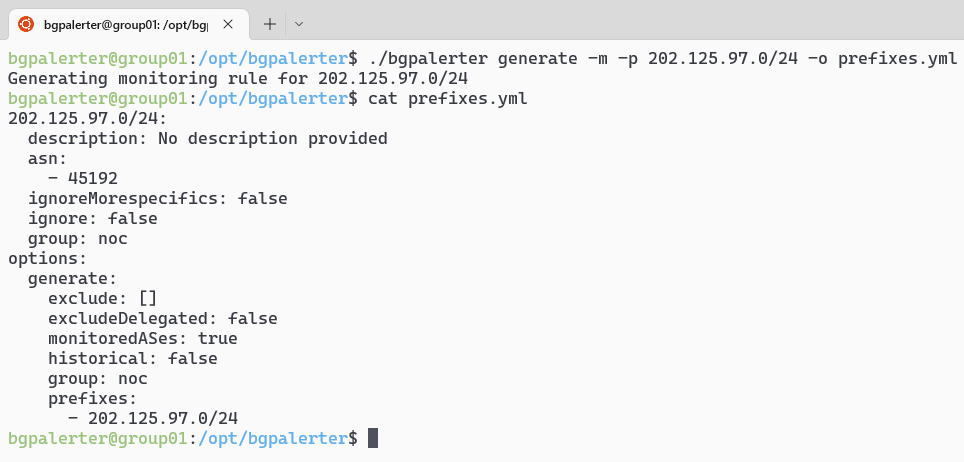 bgpalerter@group01: /opt/bgp
bgpalerter@group01:/opt/bgpalerter$ ./bgpalerter generate -m -p 202.125.97.0/24 -o prefixes.yml
Generating monitoring rule for 202.125.97.0/24
bgpalerter@group01:/opt/bgpalerter$ cat prefixes.yml
202.125.97.0/24:
  description: No description provided
  asn:
    - 45192
  ignoreMorespecifics: false
  ignore: false
  group: noc
options:
  generate:
    exclude: []
    excludeDelegated: false
    monitoredASes: true
    historical: false
    group: noc
    prefixes:
      - 202.125.97.0/24
bgpalerter@group01:/opt/bgpalerter$